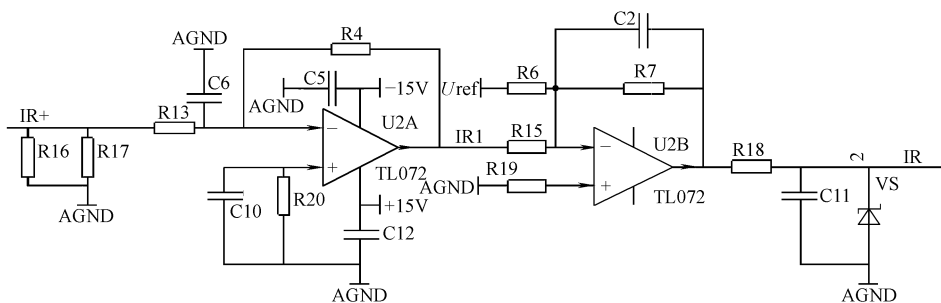 AGND
R4
C2
C6
C5
−15V
R6
R7
Uref
AGND
IR+
R13
U2A
IR1
R15
U2B
R18
2
IR
R16
R17
−
+
TL072
AGND
R19
−
+
TL072
C11
VS
AGND
C10
R20
+15V
C12
AGND
AGND